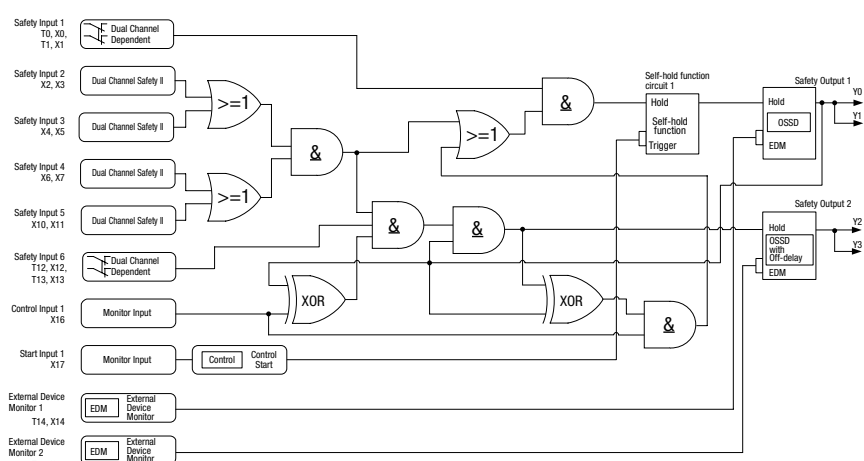 Safety Input 1
T0, X0,
T1, X1
Dual Channel
Dependent
Safety Input 2
X2, X3
Dual Channel Safety II
Safety Input 3
X4, X5
Dual Channel Safety II
Safety Input 4
X6, X7
Dual Channel Safety II
Safety Input 5
X10, X11
Dual Channel Safety II
Safety Input 6
T12, X12,
T13, X13
Dual Channel
Dependent
Control Input 1
X16
Monitor Input
Start Input 1
X17
Monitor Input
Control
Control
Start
External Device
Monitor 1
T14, X14
EDM
External
Device
Monitor
External Device
Monitor 2
EDM
External
Device
Monitor
>=1
>=1
&
>=1
&
&
&
XOR
XOR
&
Self-hold function
circuit 1
Hold
Self-hold
function
Trigger
Safety Output 1
Hold
OSSD
EDM
Y0
Y1
Safety Output 2
Hold
OSSD
with
Off-delay
EDM
Y2
Y3